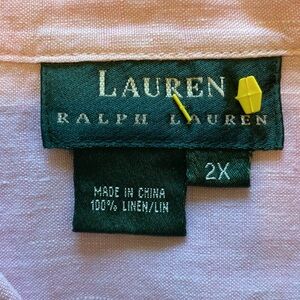 LAUREN
RALPH LAUREN
2X
MADE IN CHINA
100% LINEN/LIN